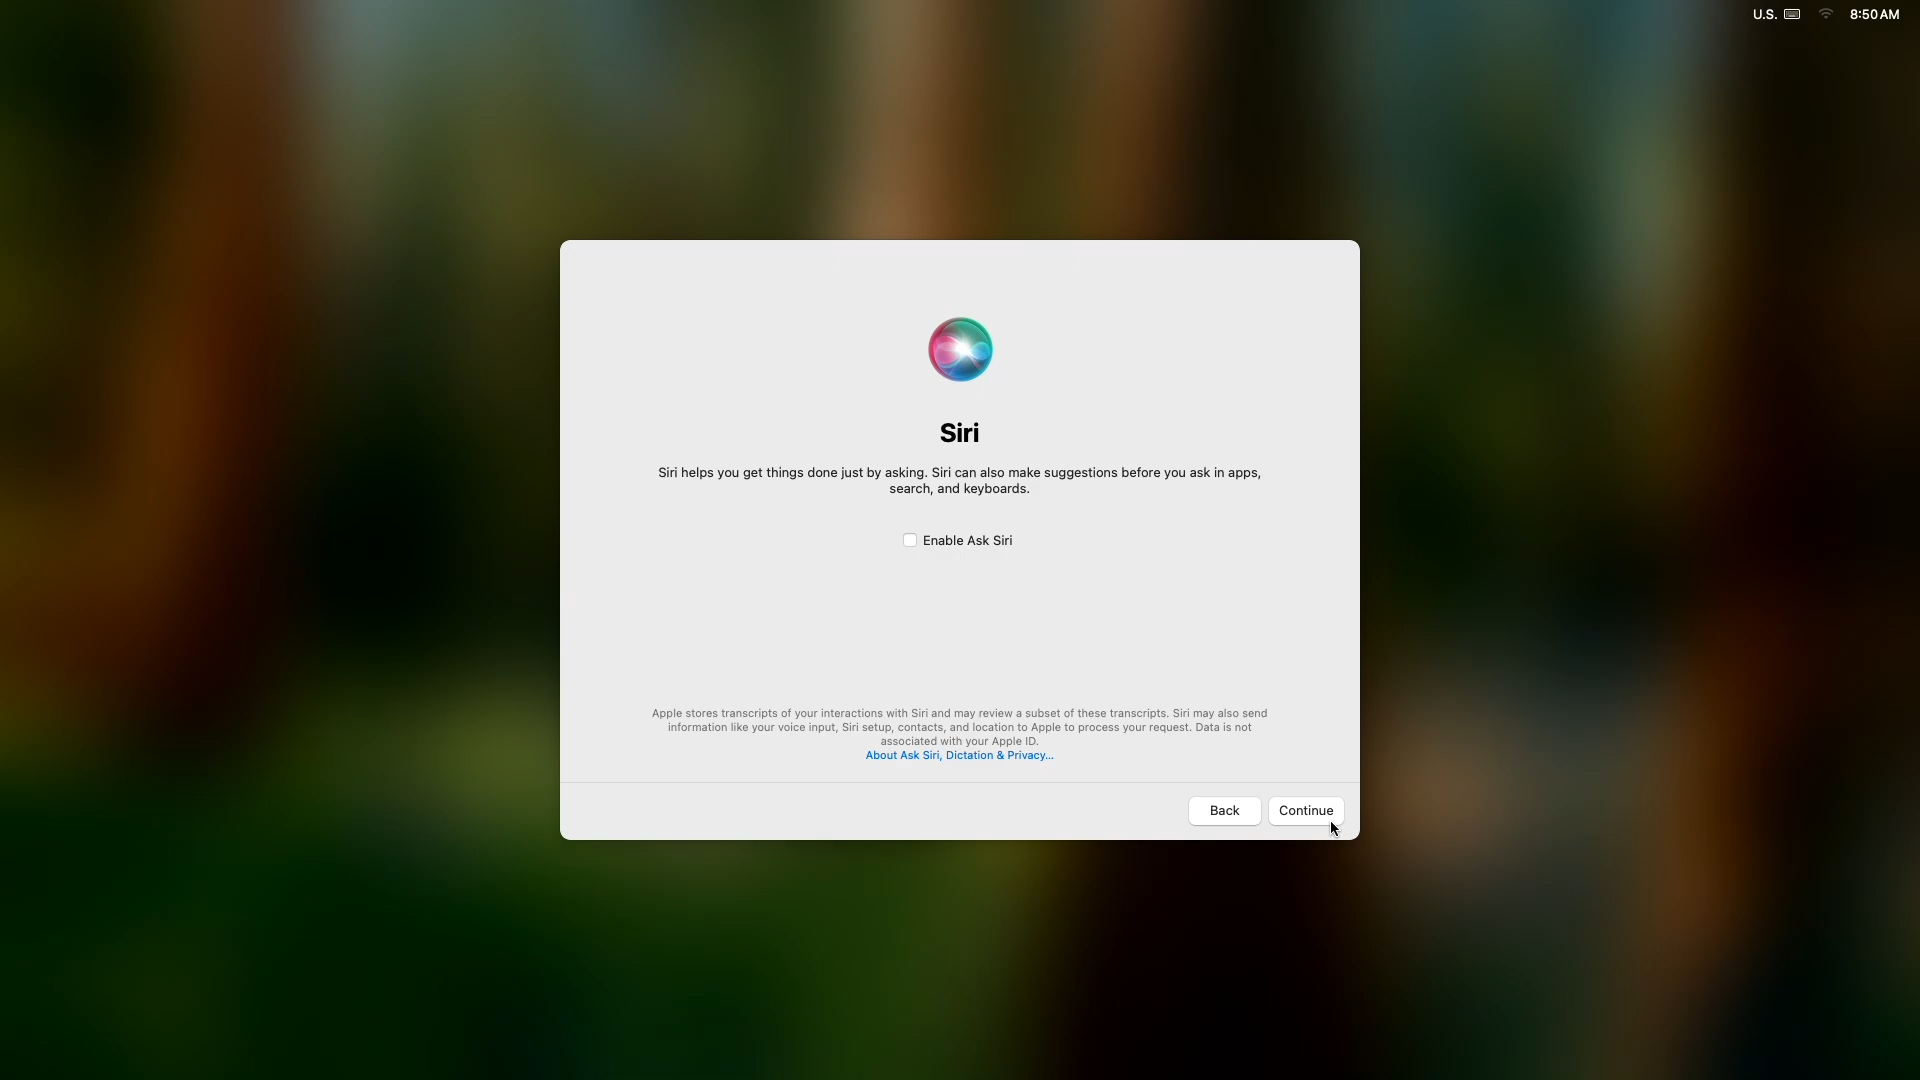 U.S. 8:50 AM
Siri
Siri helps you get things done just by asking. Siri can also make suggestions before you ask in apps,
search, and keyboards.
Enable Ask Siri
Apple stores transcripts of your interactions with Siri and may review a subset of these transcripts. Siri may also send
information like your voice input, Siri setup, contacts, and location to Apple to process your request. Data is not
associated with your Apple ID.
About Ask Siri, Dictation & Privacy...
Back Continue